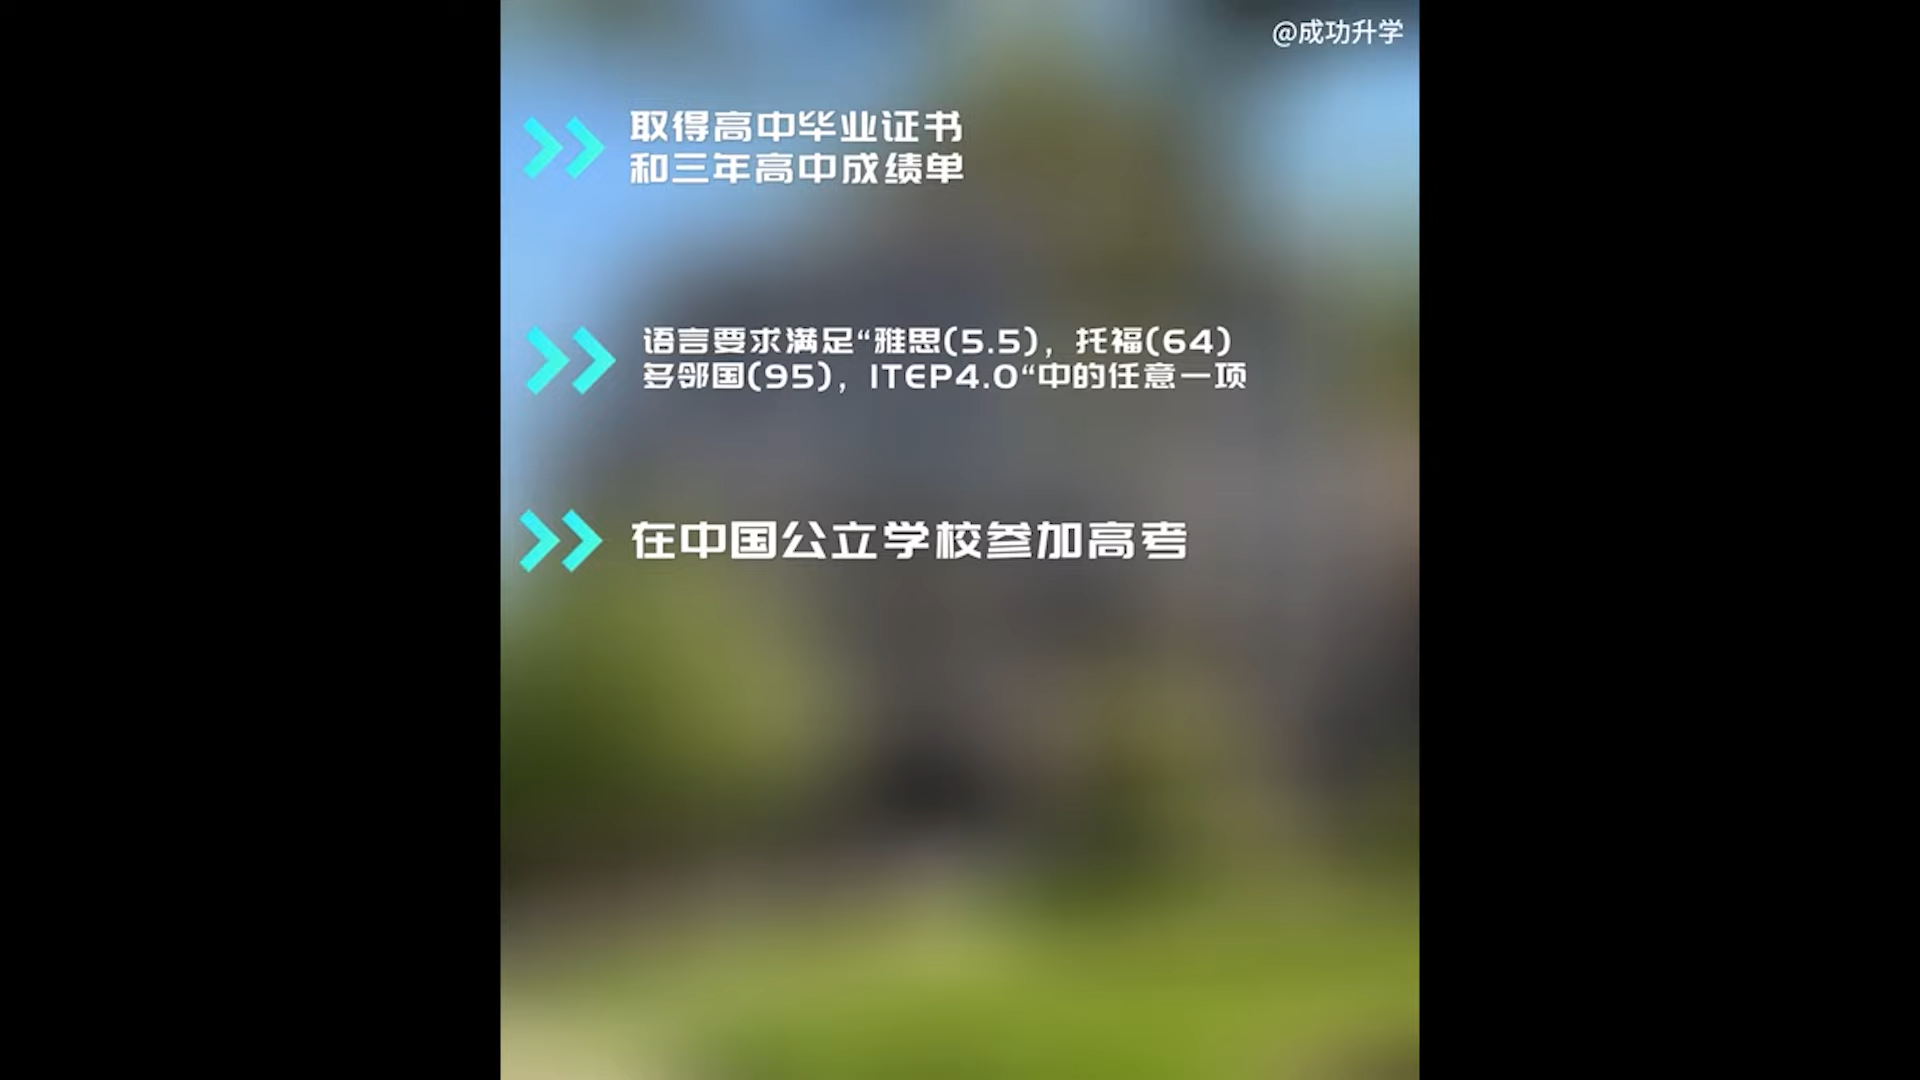 @成功升学
取得高中毕业证书
和三年高中成绩单
语言要求满足“雅思(5.5)，托福(64)
多邻国(95)，ITEP4.0“中的任意一项
在中国公立学校参加高考